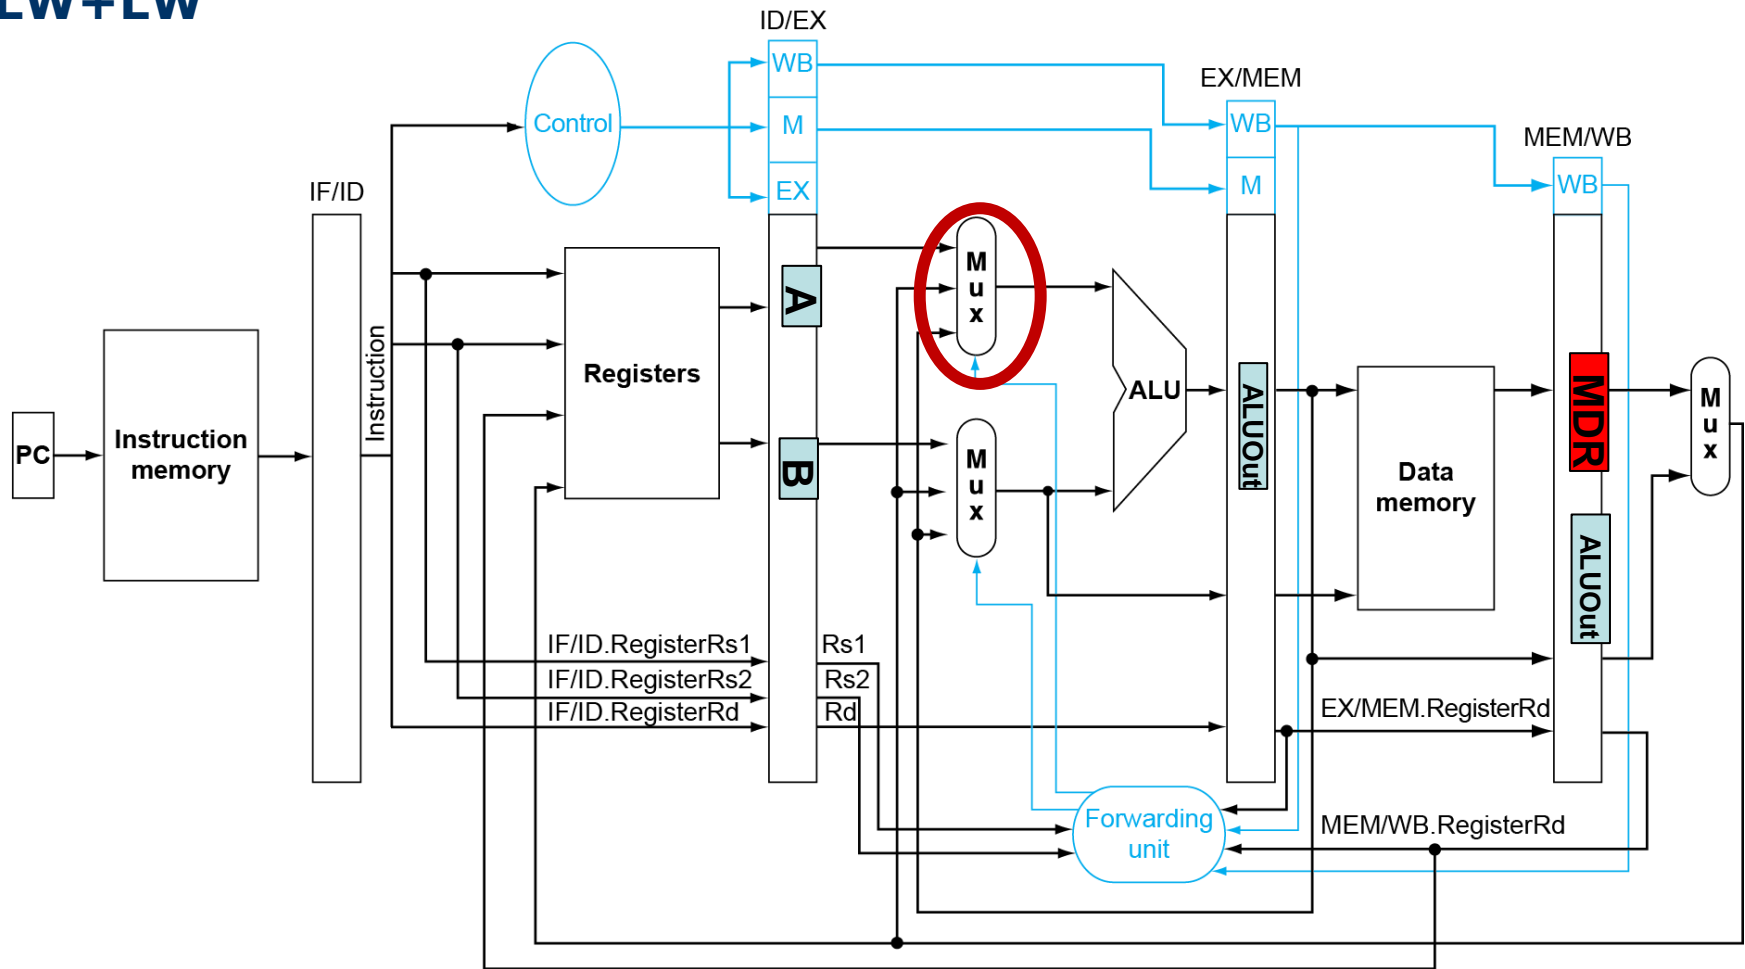 LW+LW
ID/EX
WB
M
EX
Control
EX/MEM
WB
M
MEM/WB
WB
IF/ID
Instruction
PC
Instruction
memory
Registers
A
B
M
u
x
M
u
x
ALU
ALUOut
Data
memory
MDR
ALUOut
M
u
x
IF/ID.RegisterRs1
IF/ID.RegisterRs2
IF/ID.RegisterRd
Rs1
Rs2
Rd
EX/MEM.RegisterRd
Forwarding
unit
MEM/WB.RegisterRd